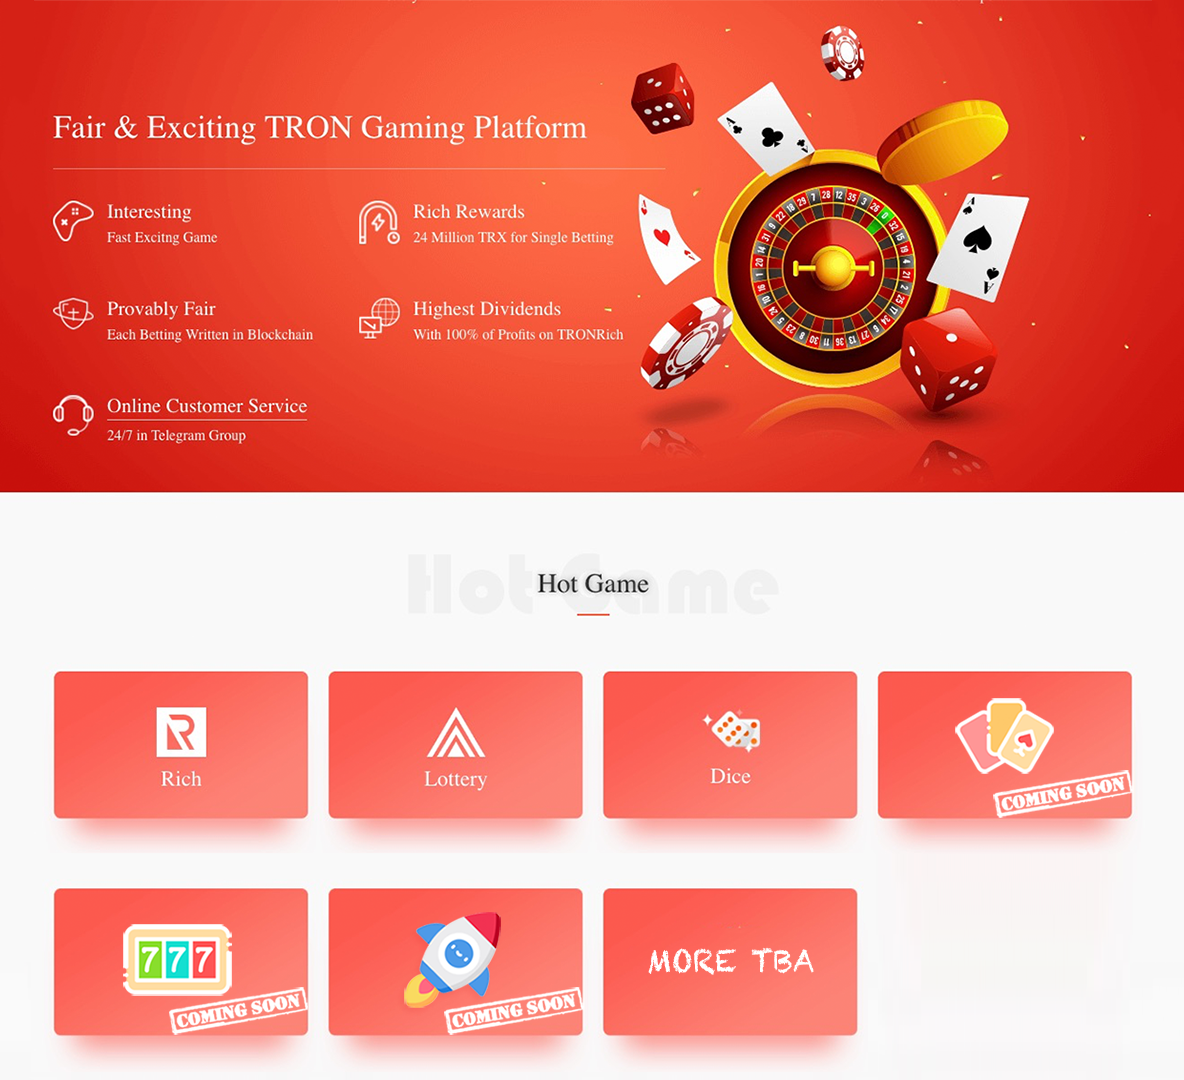 Fair & Exciting TRON Gaming Platform
Interesting
Fast Excitng Game
Rich Rewards
24 Million TRX for Single Betting
Provably Fair
Each Betting Written in Blockchain
Highest Dividends
With 100% of Profits on TRONRich
Online Customer Service
24/7 in Telegram Group
Hot Game
Hot Game
Rich
Lottery
Dice
COMING SOON
777
COMING SOON
COMING SOON
MORE TBA